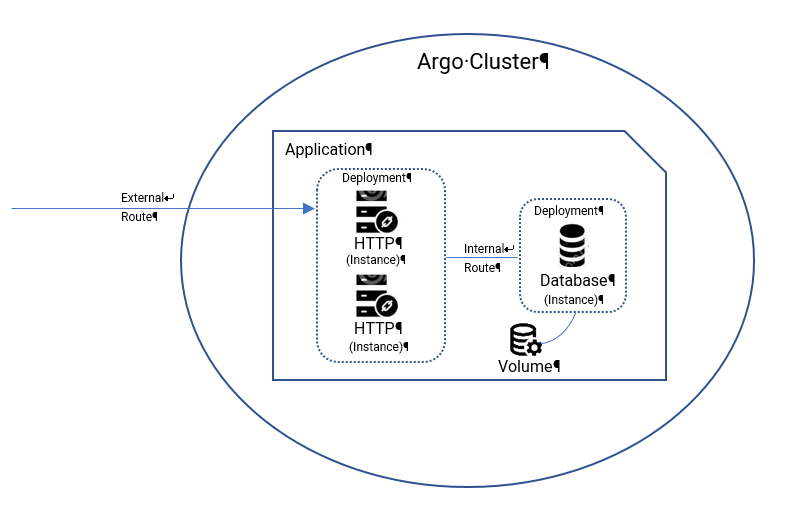 Argo·Cluster¶
Application¶
Deployment¶
External↵
Route¶
HTTP¶
(Instance)¶
HTTP¶
(Instance)¶
Internal↵
Route¶
Deployment¶
Database¶
(Instance)¶
Volume¶